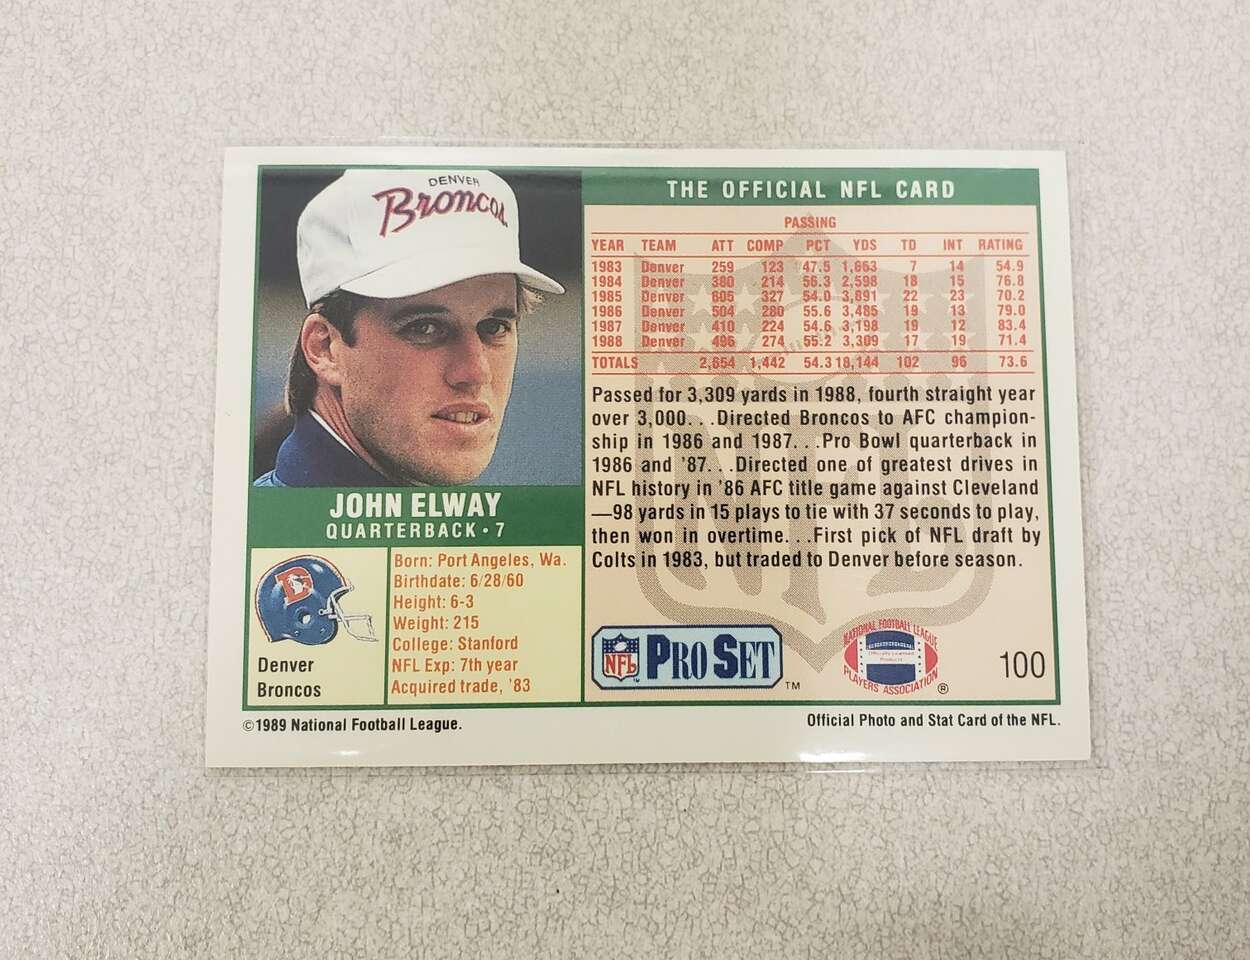 DENVER
Broncos
THE OFFICIAL NFL CARD
PASSING
YEAR TEAM ATT COMP PCT YDS TD INT RATING
1983 Denver 259 123 47.5 1,663 7 14 54.9
1984 Denver 380 214 56.3 2,598 18 15 76.8
1985 Denver 605 327 54.0 3,891 22 23 70.2
1986 Denver 504 280 55.6 3,485 19 13 79.0
1987 Denver 410 224 54.6 3,198 19 12 83.4
1988 Denver 496 274 55.2 3,309 17 19 71.4
TOTALS 2,654 1,442 54.3 18,144 102 96 73.6
Passed for 3,309 yards in 1988, fourth straight year
over 3,000. . .Directed Broncos to AFC champion-
ship in 1986 and 1987. . .Pro Bowl quarterback in
1986 and '87. . .Directed one of greatest drives in
NFL history in '86 AFC title game against Cleveland
—98 yards in 15 plays to tie with 37 seconds to play,
then won in overtime. . .First pick of NFL draft by
Colts in 1983, but traded to Denver before season.
JOHN ELWAY
QUARTERBACK • 7
Born: Port Angeles, Wa.
Birthdate: 6/28/60
Height: 6-3
Weight: 215
College: Stanford
NFL Exp: 7th year
Acquired trade, '83
Denver
Broncos
NFL
NFL PRO SET TM
NATIONAL FOOTBALL LEAGUE
Officially Licensed
Products
PLAYERS ASSOCIATION ®
100
©1989 National Football League.
Official Photo and Stat Card of the NFL.